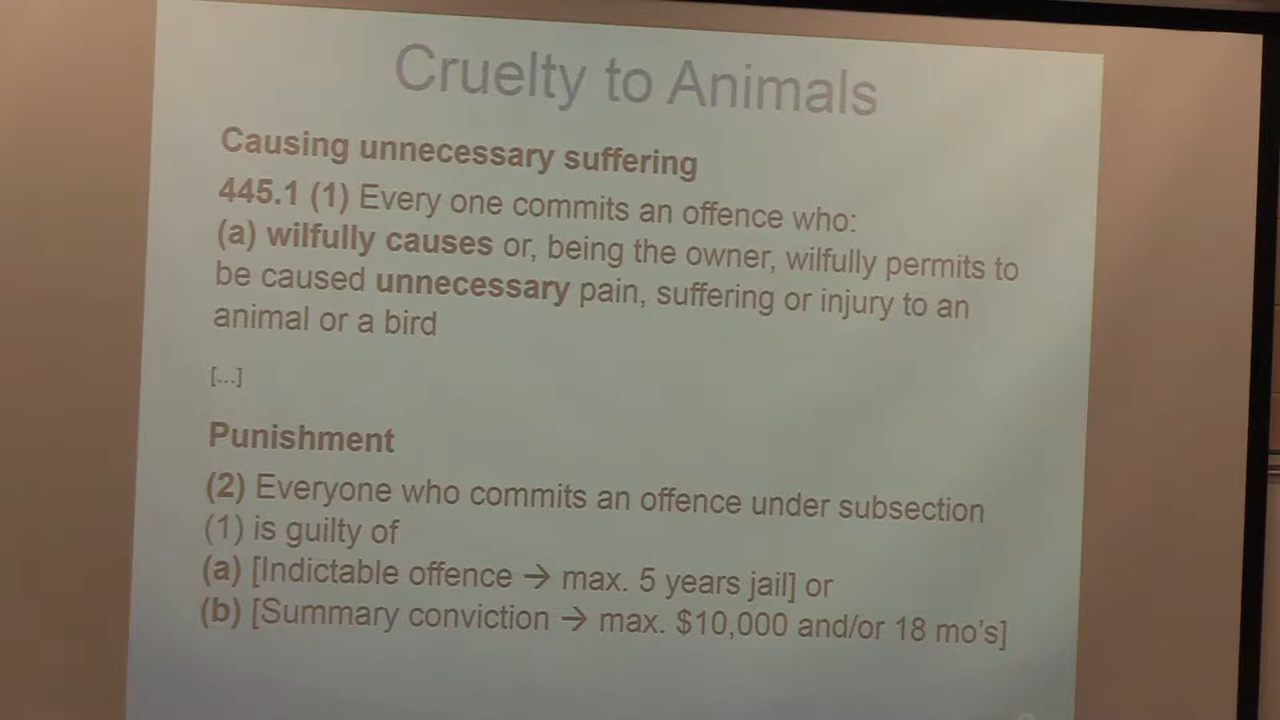 Cruelty to Animals
Causing unnecessary suffering
445.1 (1) Every one commits an offence who:
(a) wilfully causes or, being the owner, wilfully permits to
be caused unnecessary pain, suffering or injury to an
animal or a bird
[...]
Punishment
(2) Everyone who commits an offence under subsection
(1) is guilty of
(a) [Indictable offence → max. 5 years jail] or
(b) [Summary conviction → max. $10,000 and/or 18 mo's]